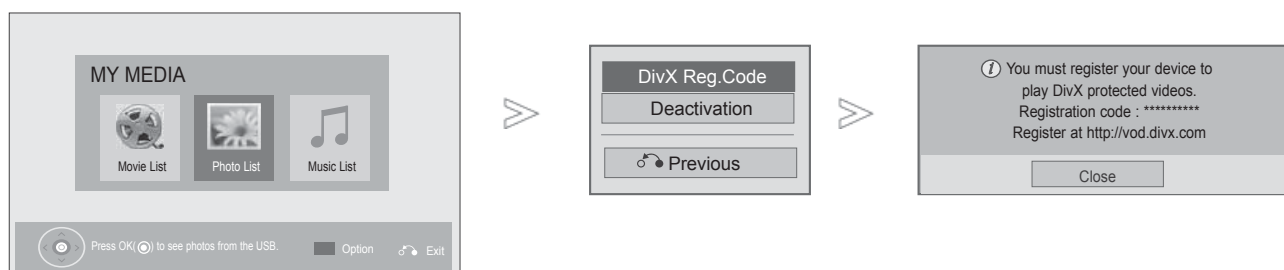 MY MEDIA
Movie List
Photo List
Music List
Press OK(◉) to see photos from the USB.
Option
Exit
DivX Reg.Code
Deactivation
Previous
You must register your device to
play DivX protected videos.
Registration code : **********
Register at http://vod.divx.com
Close